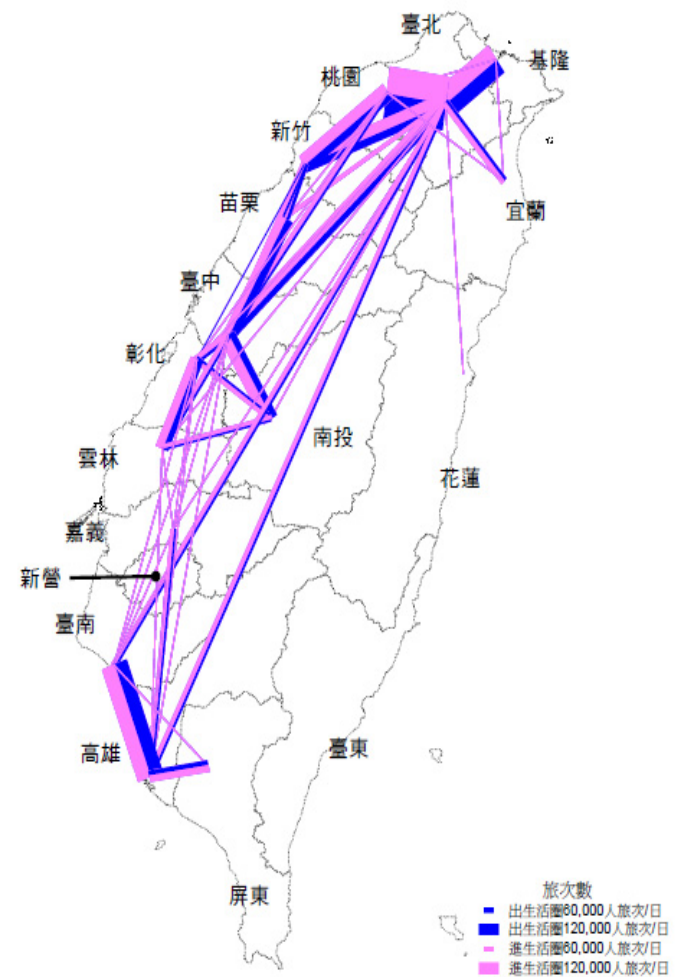 臺北
基隆
桃園
新竹
苗栗
宜蘭
臺中
彰化
南投
雲林
花蓮
嘉義
新營
臺南
高雄
臺東
屏東
旅次數
出生活圈60,000人旅次/日
出生活圈120,000人旅次/日
進生活圈60,000人旅次/日
進生活圈120,000人旅次/日